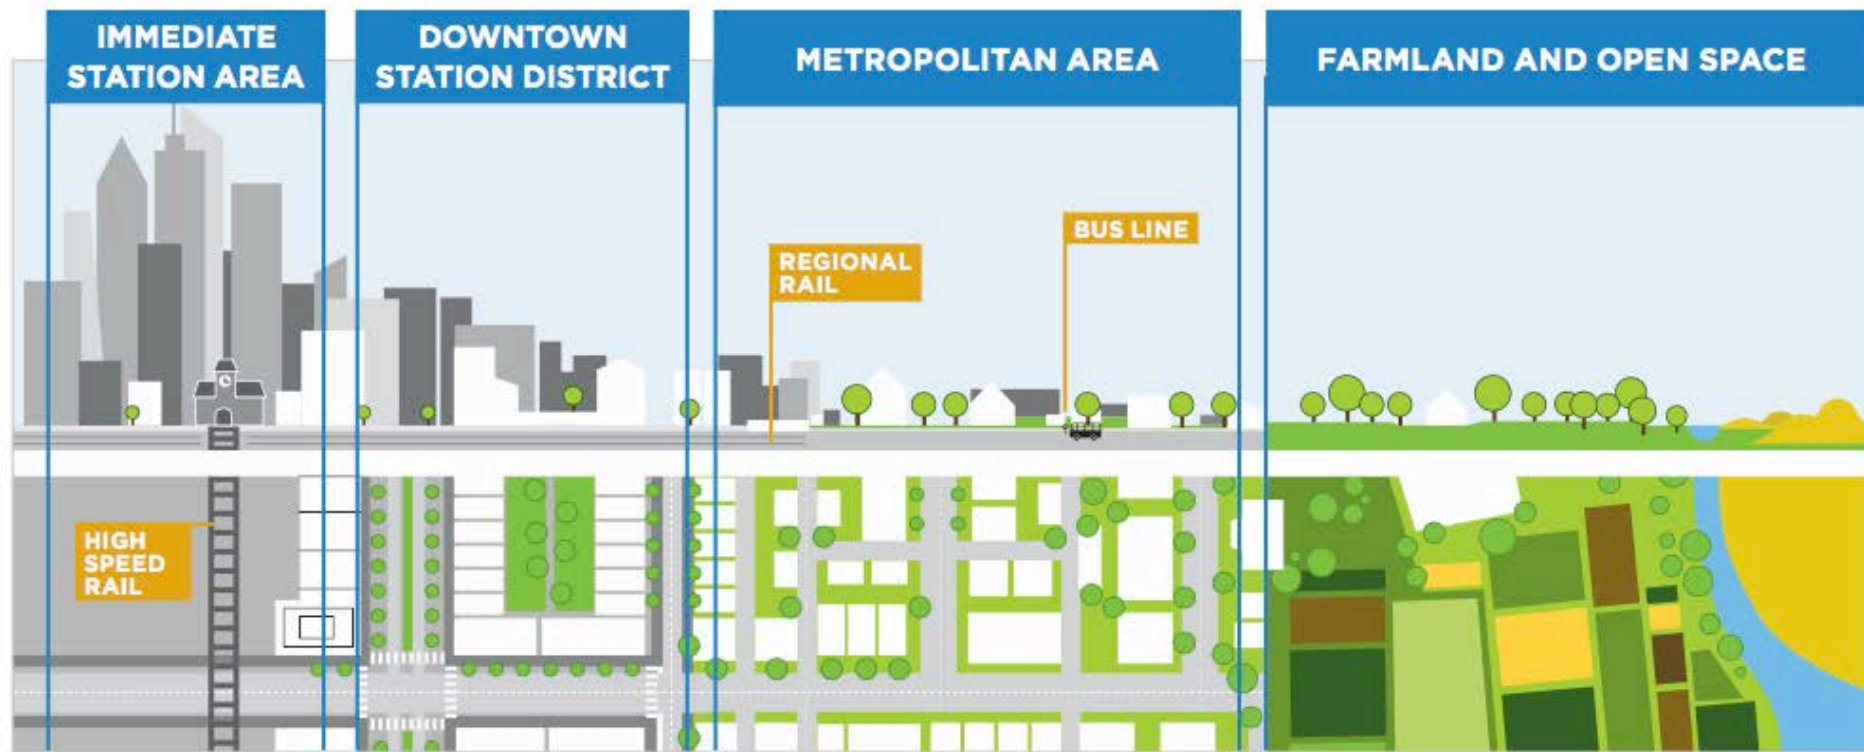 IMMEDIATE
STATION AREA
DOWNTOWN
STATION DISTRICT
METROPOLITAN AREA
FARMLAND AND OPEN SPACE
BUS LINE
REGIONAL
RAIL
HIGH
SPEED
RAIL